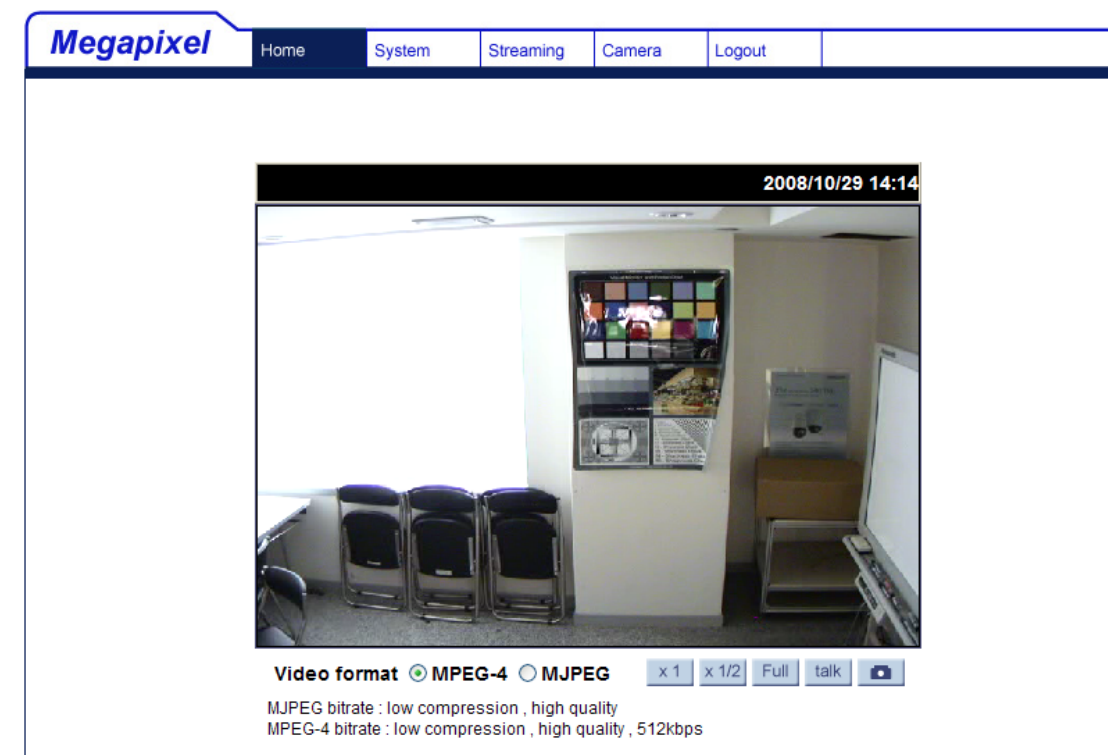 Megapixel
Home System Streaming Camera Logout
2008/10/29 14:14
Video format MPEG-4 MJPEG x 1 x 1/2 Full talk
MJPEG bitrate : low compression , high quality
MPEG-4 bitrate : low compression , high quality , 512kbps